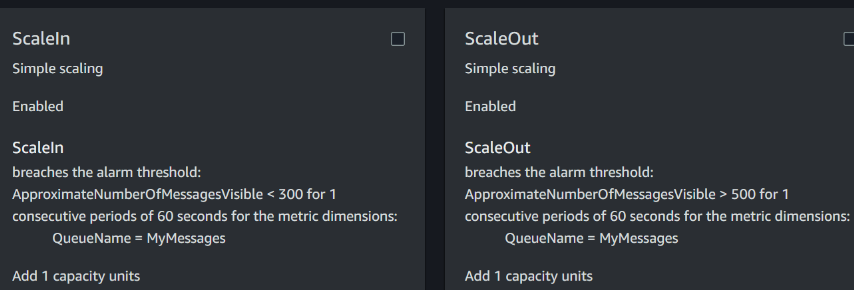 ScaleIn
Simple scaling
Enabled
ScaleIn
breaches the alarm threshold:
ApproximateNumberOfMessagesVisible < 300 for 1
consecutive periods of 60 seconds for the metric dimensions:
QueueName = MyMessages
Add 1 capacity units
ScaleOut
Simple scaling
Enabled
ScaleOut
breaches the alarm threshold:
ApproximateNumberOfMessagesVisible > 500 for 1
consecutive periods of 60 seconds for the metric dimensions:
QueueName = MyMessages
Add 1 capacity units